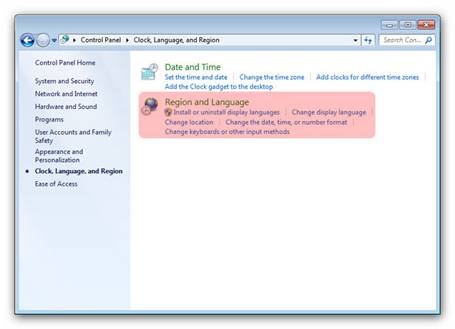 Control Panel ▸ Clock, Language, and Region
Search Con...
Control Panel Home
System and Security
Network and Internet
Hardware and Sound
Programs
User Accounts and Family
Safety
Appearance and
Personalization
Clock, Language, and Region
Ease of Access
Date and Time
Set the time and date
Change the time zone
Add clocks for different time zones
Add the Clock gadget to the desktop
Region and Language
Install or uninstall display languages
Change display language
Change location
Change the date, time, or number format
Change keyboards or other input methods